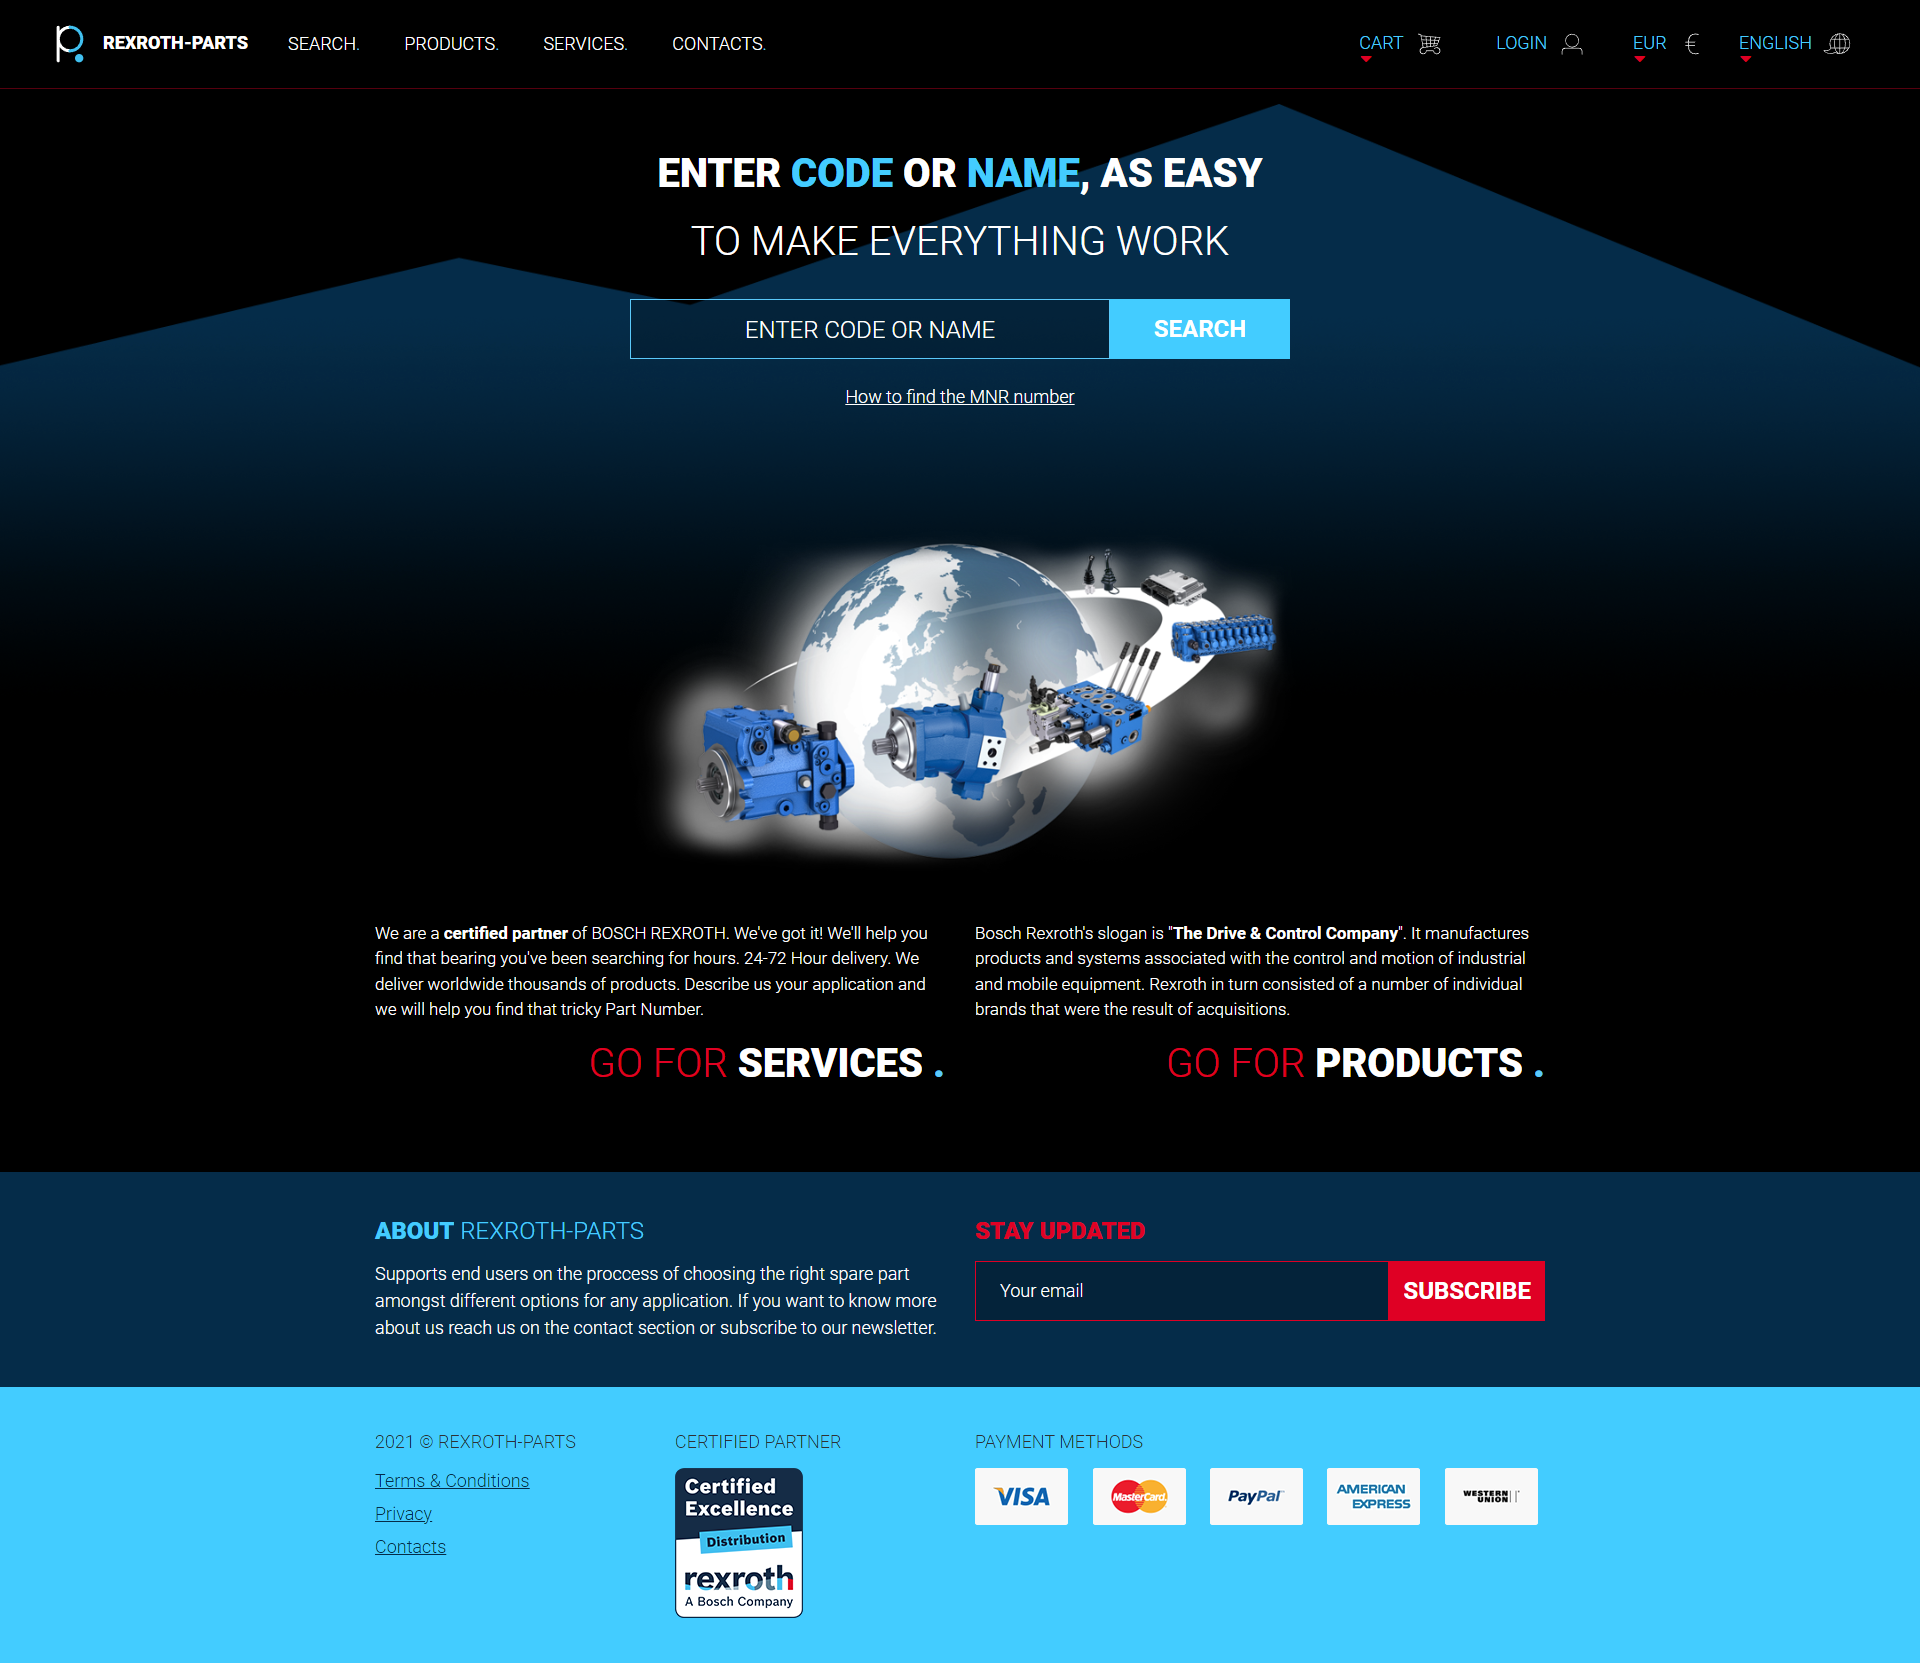 REXROTH-PARTS
SEARCH.
PRODUCTS.
SERVICES.
CONTACTS.
CART
LOGIN
EUR
€
ENGLISH
ENTER CODE OR NAME, AS EASY
TO MAKE EVERYTHING WORK
ENTER CODE OR NAME
SEARCH
How to find the MNR number
We are a certified partner of BOSCH REXROTH. We've got it! We'll help you
find that bearing you've been searching for hours. 24-72 Hour delivery. We
deliver worldwide thousands of products. Describe us your application and
we will help you find that tricky Part Number.
GO FOR SERVICES .
Bosch Rexroth's slogan is "The Drive & Control Company". It manufactures
products and systems associated with the control and motion of industrial
and mobile equipment. Rexroth in turn consisted of a number of individual
brands that were the result of acquisitions.
GO FOR PRODUCTS .
ABOUT REXROTH-PARTS
Supports end users on the proccess of choosing the right spare part
amongst different options for any application. If you want to know more
about us reach us on the contact section or subscribe to our newsletter.
STAY UPDATED
Your email
SUBSCRIBE
2021 © REXROTH-PARTS
Terms & Conditions
Privacy
Contacts
CERTIFIED PARTNER
Certified
Excellence
Distribution
rexroth
A Bosch Company
PAYMENT METHODS
VISA
MasterCard
PayPal
AMERICAN
EXPRESS
WESTERN
UNION